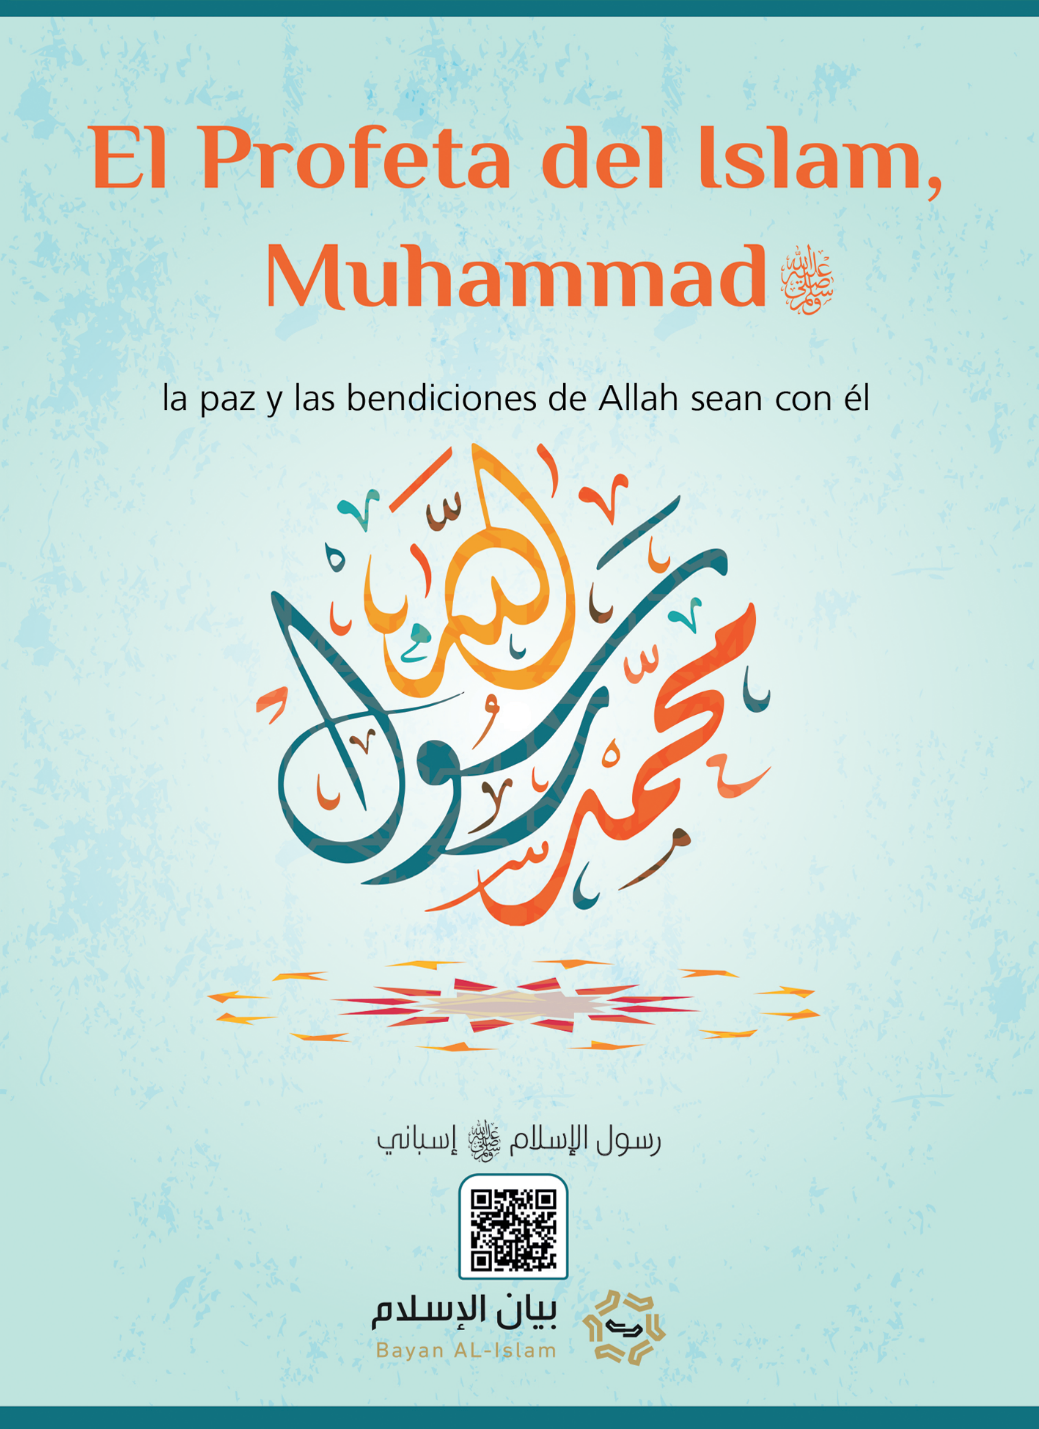 El Profeta del Islam,
Muhammad ﷺ
la paz y las bendiciones de Allah sean con él
محمد رسول الله
رسول الإسلام ﷺ إسباني
بيان الإسلام
Bayan AL-Islam